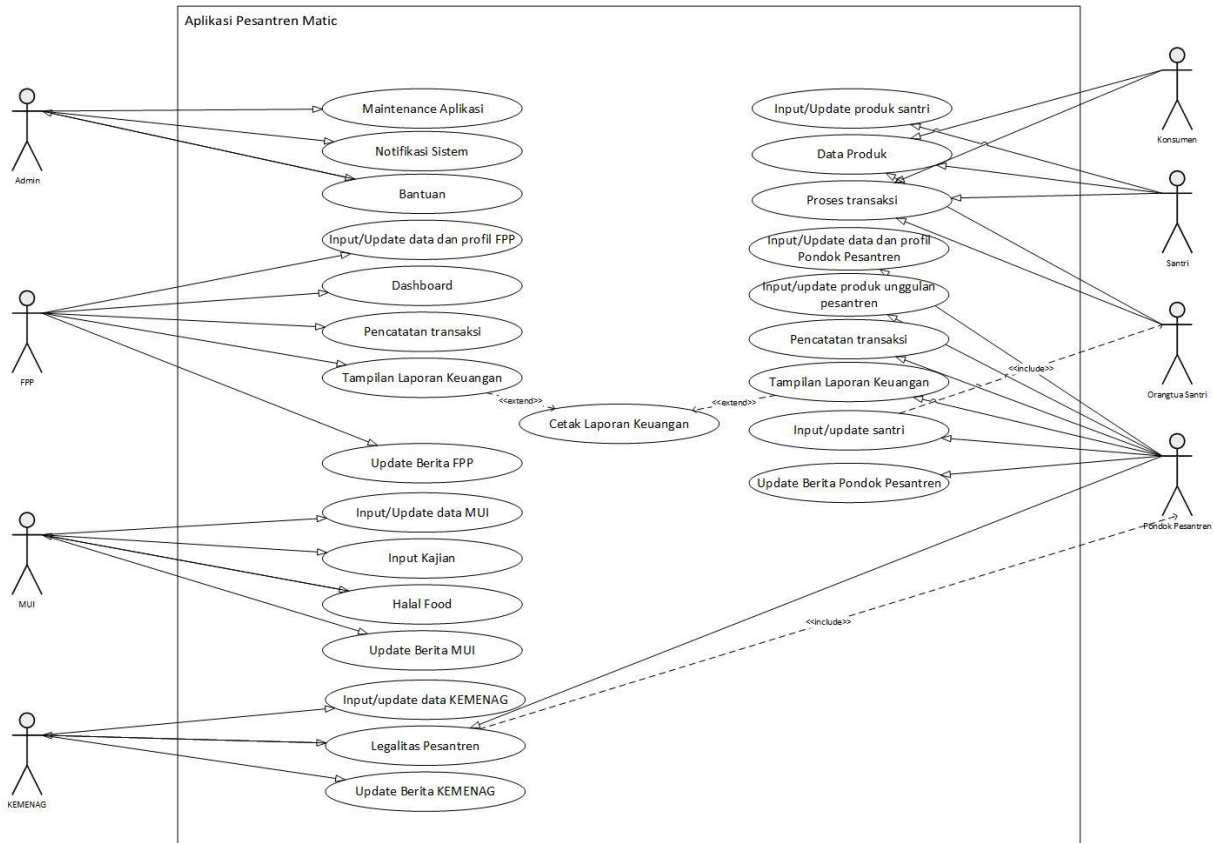 Aplikasi Pesantren Matic
Admin
FPP
MUI
KEMENAG
Maintenance Aplikasi
Notifikasi Sistem
Bantuan
Input/Update data dan profil FPP
Dashboard
Pencatatan transaksi
Tampilan Laporan Keuangan
<<extend>>
Cetak Laporan Keuangan
<<extend>>
Update Berita FPP
Input/Update data MUI
Input Kajian
Halal Food
Update Berita MUI
Input/update data KEMENAG
Legalitas Pesantren
Update Berita KEMENAG
Input/Update produk santri
Data Produk
Proses transaksi
Input/Update data dan profil
Pondok Pesantren
Input/update produk unggulan
pesantren
Pencatatan transaksi
Tampilan Laporan Keuangan
Input/update santri
Update Berita Pondok Pesantren
<<include>>
<<include>>
Konsumen
Santri
Orangtua Santri
Pondok Pesantren